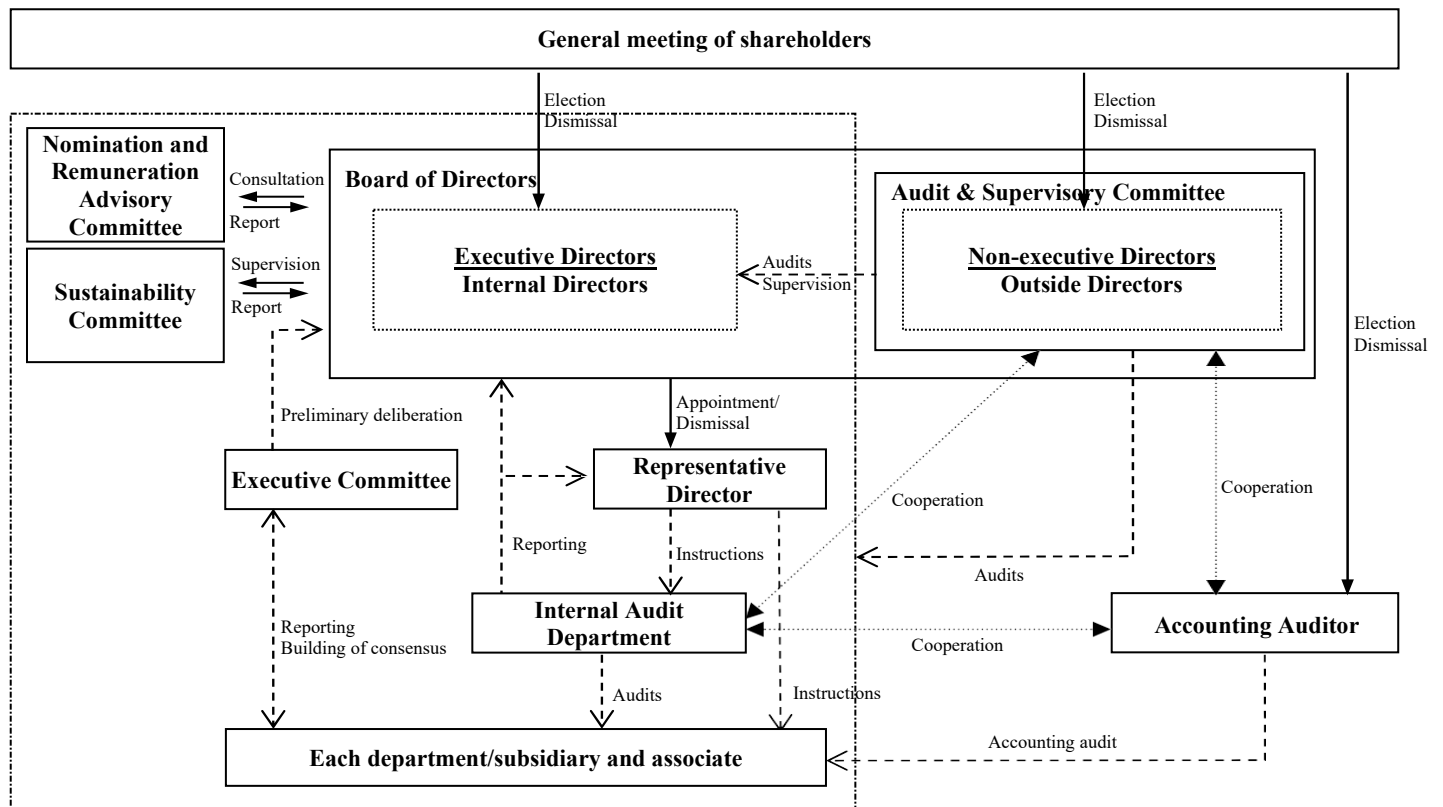 General meeting of shareholders
Election
Dismissal
Election
Dismissal
Nomination and
Remuneration
Advisory
Committee
Consultation
Report
Board of Directors
Audit & Supervisory Committee
Executive Directors
Internal Directors
Audits
Supervision
Non-executive Directors
Outside Directors
Sustainability
Committee
Supervision
Report
Election
Dismissal
Preliminary deliberation
Appointment/
Dismissal
Executive Committee
Representative
Director
Cooperation
Cooperation
Reporting
Instructions
Audits
Internal Audit
Department
Accounting Auditor
Reporting
Building of consensus
Cooperation
Audits
Instructions
Each department/subsidiary and associate
Accounting audit